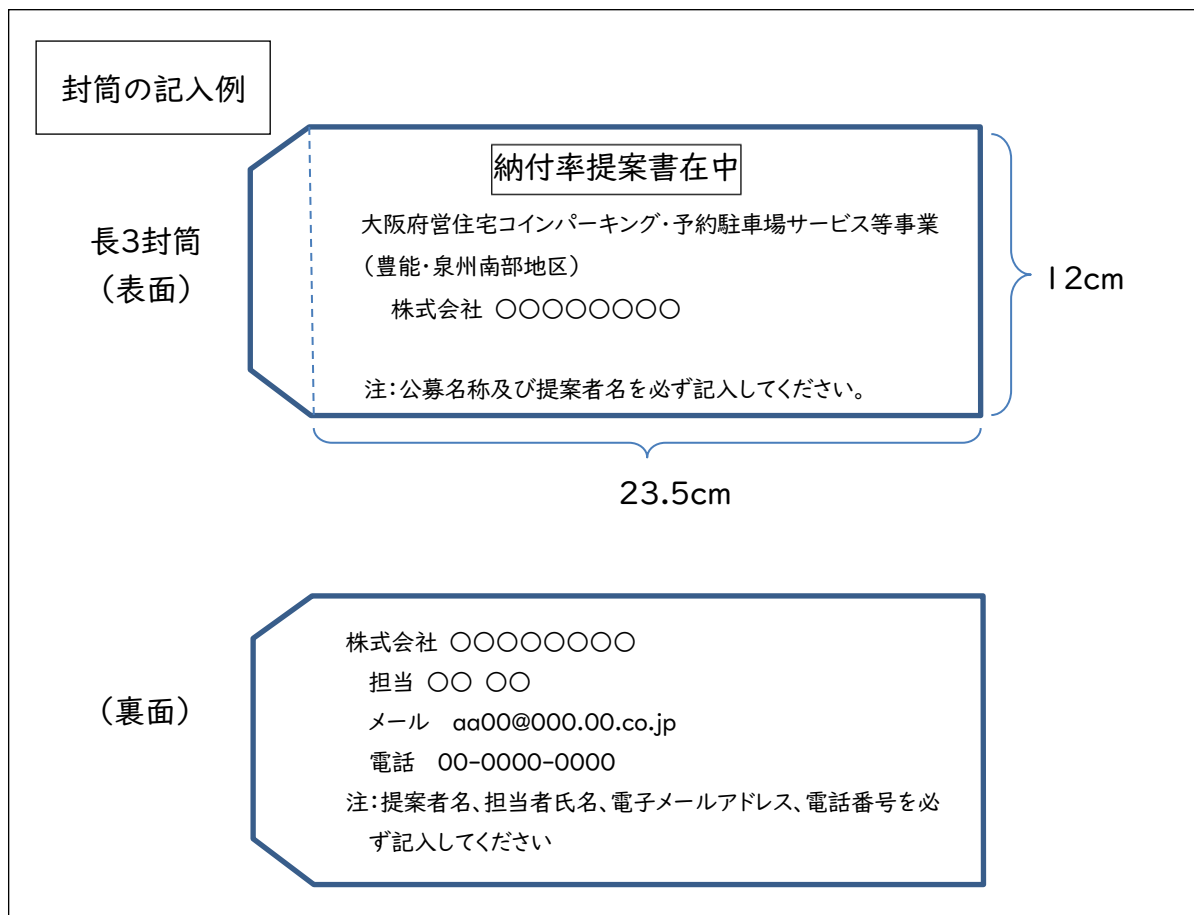 封筒の記入例
納付率提案書在中
大阪府営住宅コインパーキング・予約駐車場サービス等事業
（豊能・泉州南部地区）
株式会社 ○○○○○○○○
注：公募名称及び提案者名を必ず記入してください。
長3封筒
（表面）
12cm
23.5cm
（裏面）
株式会社 ○○○○○○○○
担当 ○○ ○○
メール　aa00@000.00.co.jp
電話　00-0000-0000
注：提案者名、担当者氏名、電子メールアドレス、電話番号を必
ず記入してください